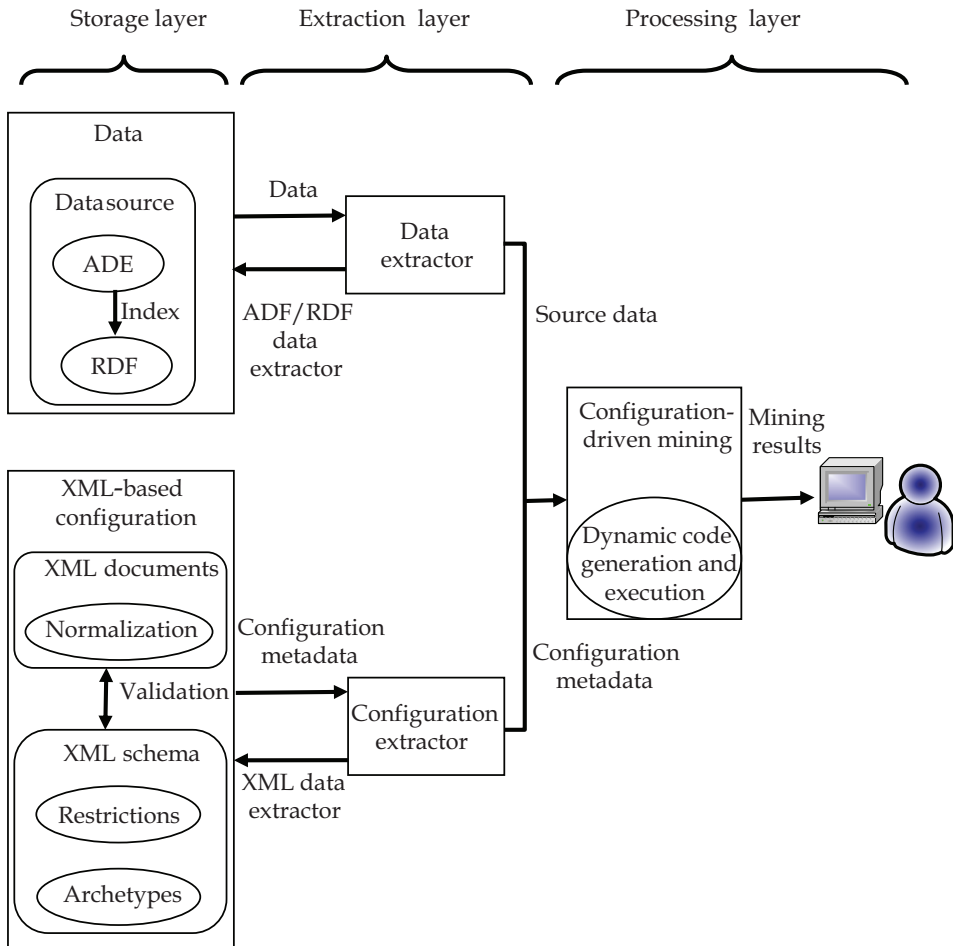 Storage layer
Extraction layer
Processing layer
Data
Data source
ADE
Index
RDF
Data
ADF/RDF
data
extractor
Data
extractor
Source data
Configuration-
driven mining
Dynamic code
generation and
execution
Mining
results
XML-based
configuration
XML documents
Normalization
Validation
XML schema
Restrictions
Archetypes
Configuration
metadata
XML data
extractor
Configuration
extractor
Configuration
metadata